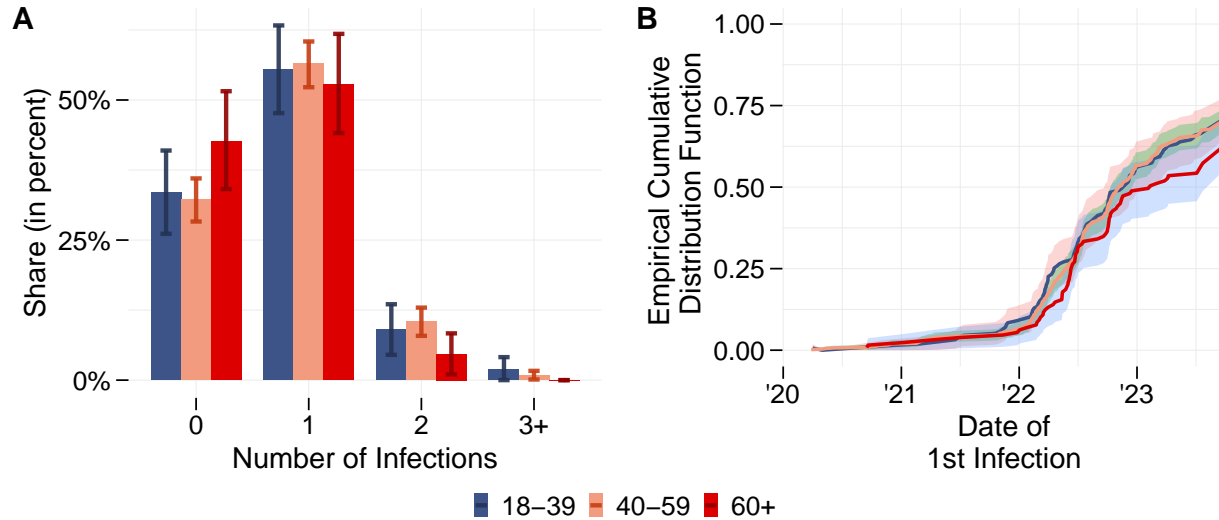 A
Share (in percent)
50%
25%
0%
0
1
2
3+
Number of Infections
B
Empirical Cumulative
Distribution Function
1.00
0.75
0.50
0.25
0.00
'20
'21
'22
'23
Date of
1st Infection
18−39
40−59
60+